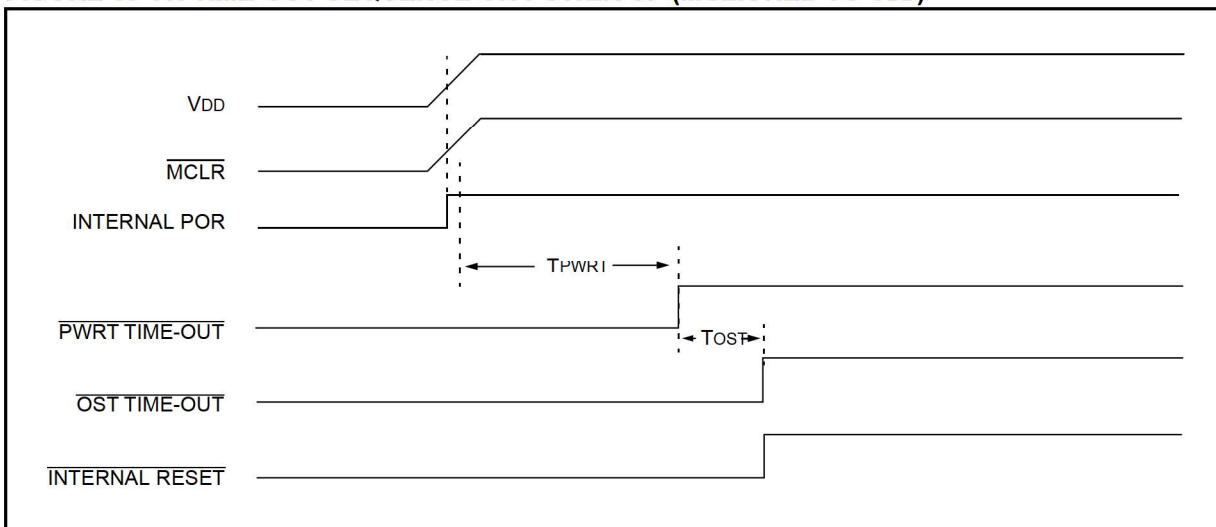 VDD
MCLR
INTERNAL POR
TPWRT
PWRT TIME-OUT
TOST
OST TIME-OUT
INTERNAL RESET